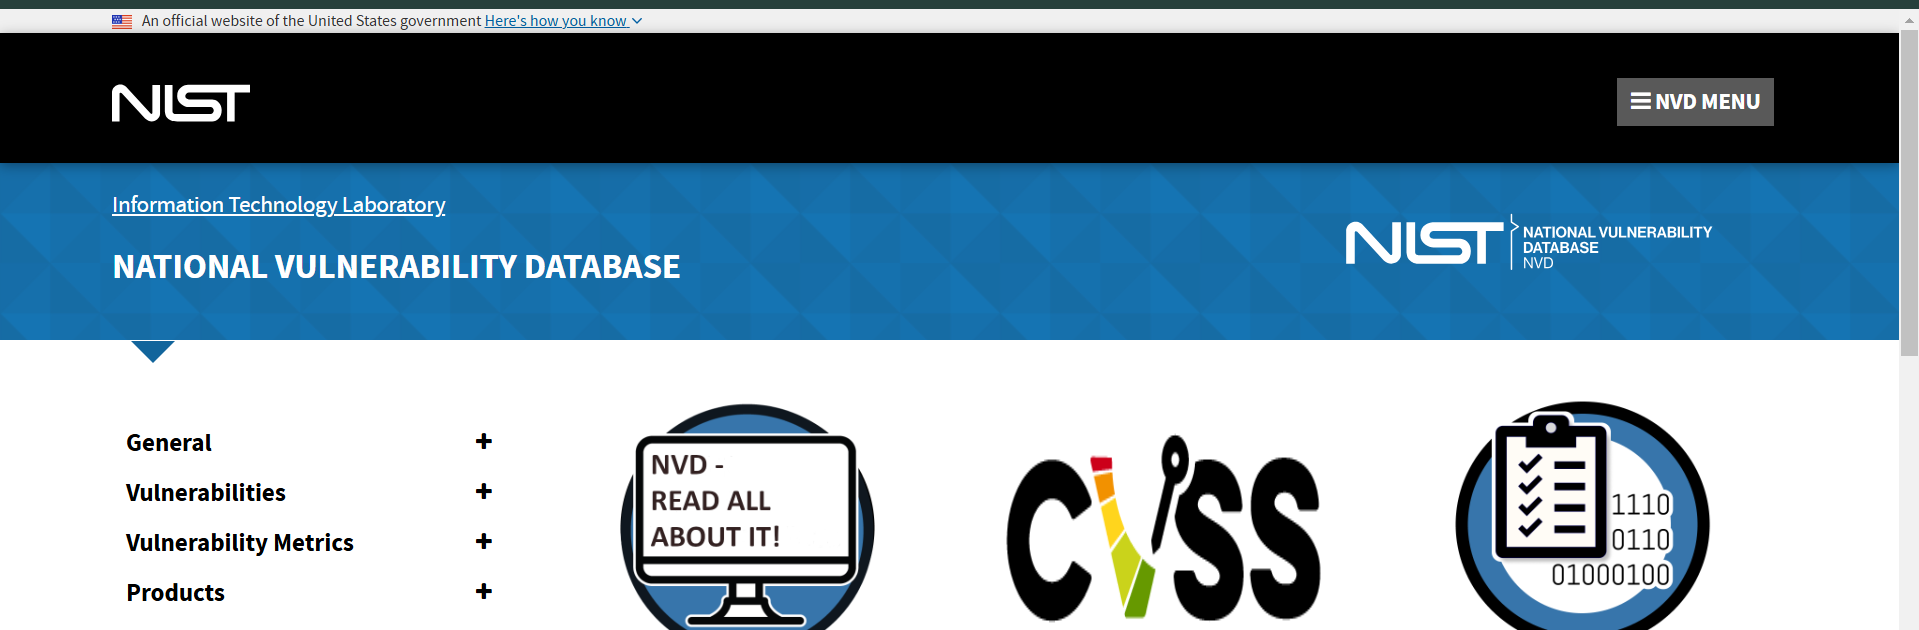 An official website of the United States government Here's how you know
NIST
NVD MENU
Information Technology Laboratory
NATIONAL VULNERABILITY DATABASE
NIST
NATIONAL VULNERABILITY
DATABASE
NVD
General
Vulnerabilities
Vulnerability Metrics
Products
NVD -
READ ALL
ABOUT IT!
CVSS
1110
0110
01000100